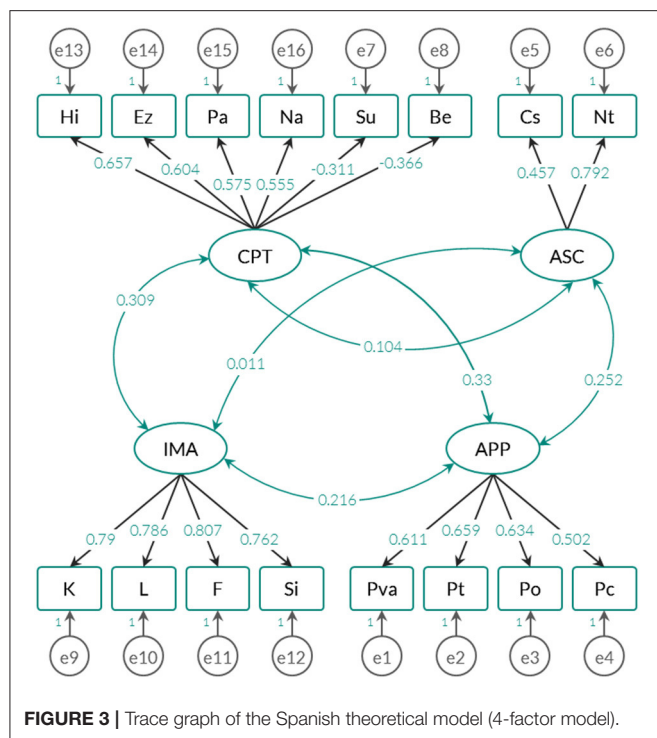 e13 e14 e15 e16 e7 e8 e5 e6
1 1 1 1 1 1 1 1
Hi Ez Pa Na Su Be Cs Nt
0.657 0.604 0.575 0.555 -0.311 -0.366 0.457 0.792
CPT ASC
0.309
0.104
0.011
0.33
0.252
IMA APP
0.216
0.79 0.786 0.807 0.762 0.611 0.659 0.634 0.502
K L F Si Pva Pt Po Pc
1 1 1 1 1 1 1 1
e9 e10 e11 e12 e1 e2 e3 e4
FIGURE 3 | Trace graph of the Spanish theoretical model (4-factor model).